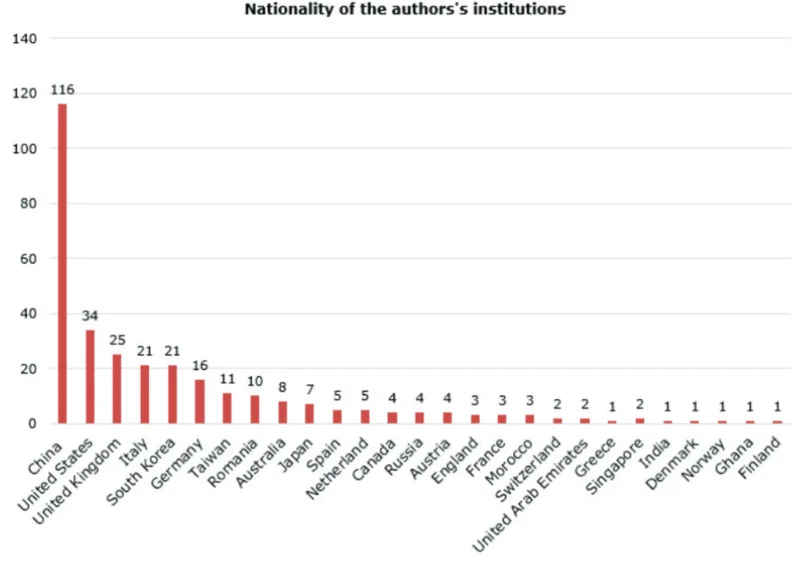 Nationality of the authors's institutions
140
120
100
80
60
40
20
0
116
34
25
21
21
16
11
10
8
7
5
5
4
4
4
3
3
3
2
2
1
2
1
1
1
1
1
China
United States
United Kingdom
Italy
South Korea
Germany
Taiwan
Romania
Australia
Japan
Spain
Netherland
Canada
Russia
Austria
England
France
Morocco
Switzerland
United Arab Emirates
Greece
Singapore
India
Denmark
Norway
Ghana
Finland